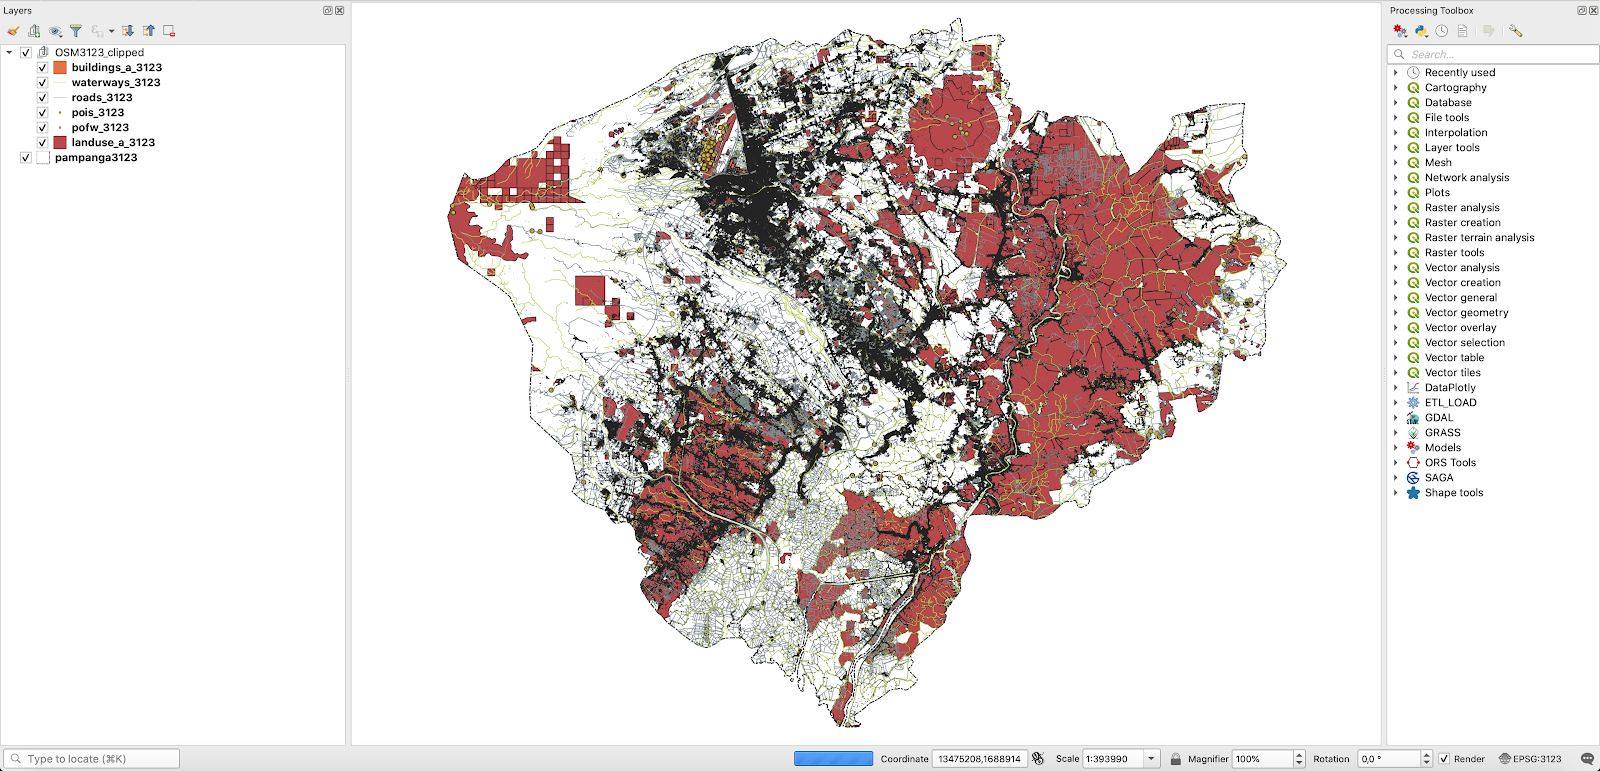 Layers
OSM3123_clipped
buildings_a_3123
waterways_3123
roads_3123
pois_3123
pofw_3123
landuse_a_3123
pampanga3123
Processing Toolbox
Search...
Recently used
Cartography
Database
File tools
Interpolation
Layer tools
Mesh
Network analysis
Plots
Raster analysis
Raster creation
Raster terrain analysis
Raster tools
Vector analysis
Vector creation
Vector general
Vector geometry
Vector overlay
Vector selection
Vector table
Vector tiles
DataPlotly
ETL_LOAD
GDAL
GRASS
Models
ORS Tools
SAGA
Shape tools
Type to locate (⌘K)
Coordinate 13475208,1688914 Scale 1:393990 Magnifier 100% Rotation 0,0 ° Render EPSG:3123